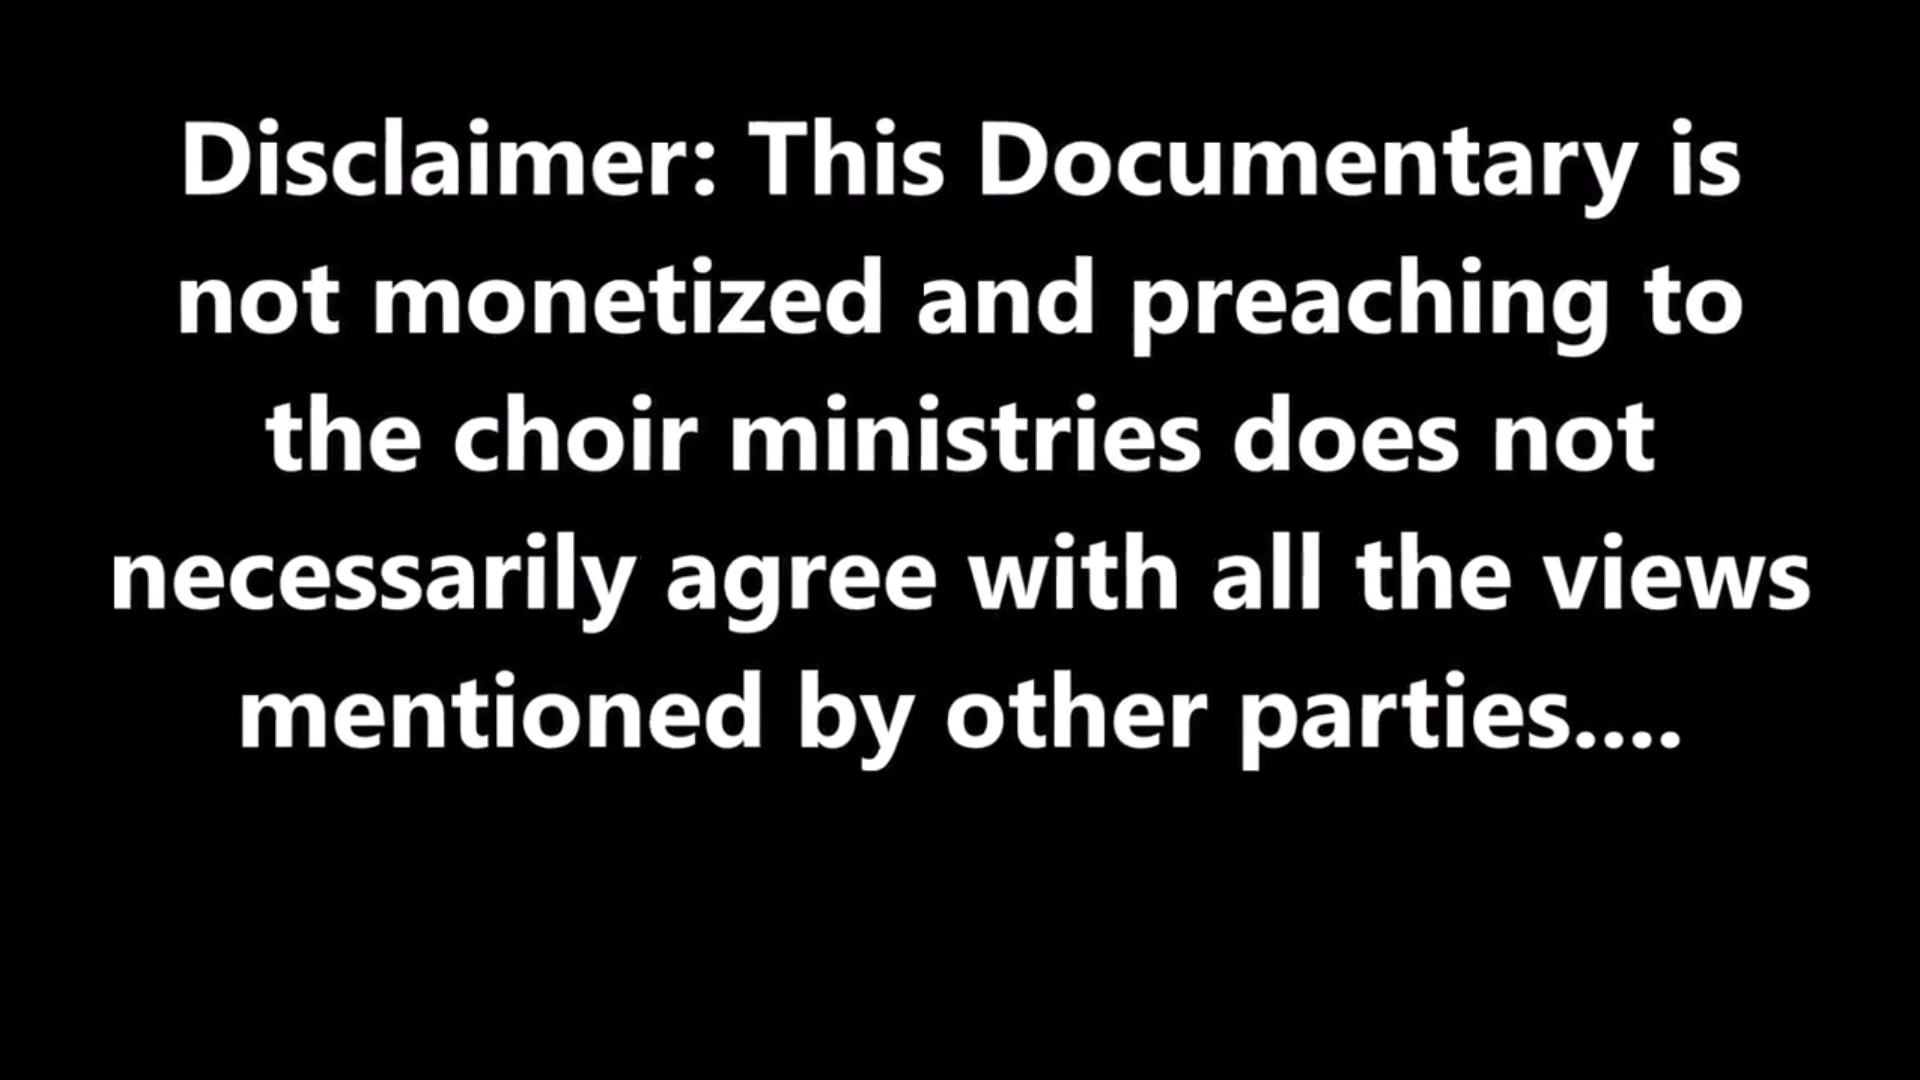 Disclaimer: This Documentary is
not monetized and preaching to
the choir ministries does not
necessarily agree with all the views
mentioned by other parties....